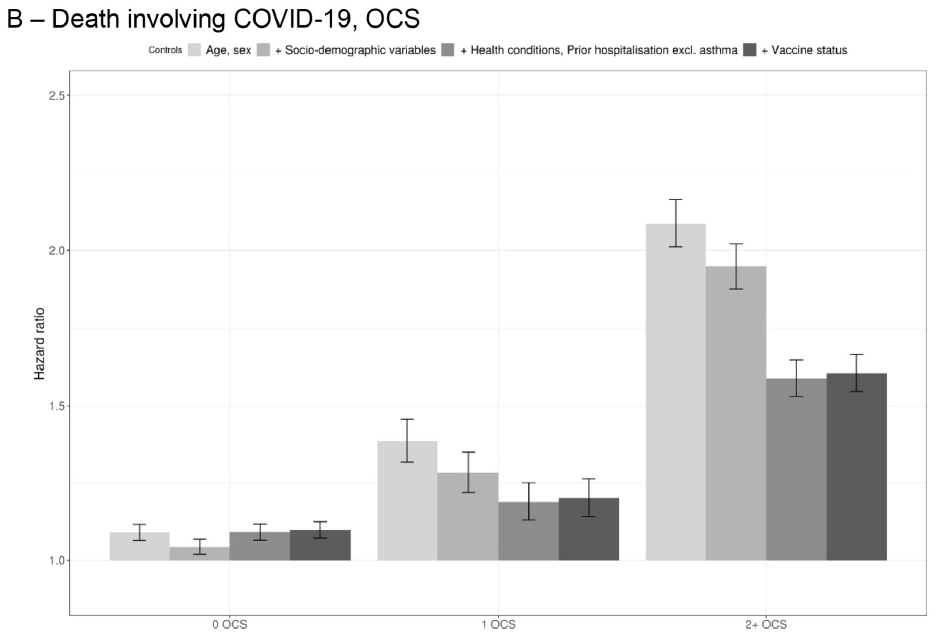 B – Death involving COVID-19, OCS
Controls Age, sex + Socio-demographic variables + Health conditions, Prior hospitalisation excl. asthma + Vaccine status
2.5
2.0
1.5
1.0
Hazard ratio
0 OCS 1 OCS 2+ OCS